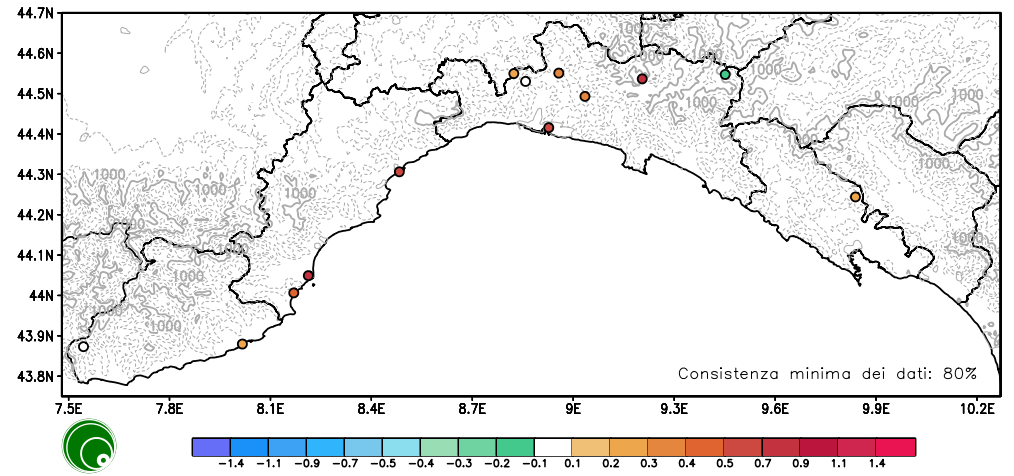 44.7N
44.6N
44.5N
44.4N
44.3N
44.2N
44.1N
44N
43.9N
43.8N
1000
1000
1000
1000
1000
1000
1000
1000
1000
1000
1000
1000
Consistenza minima dei dati: 80%
7.5E 7.8E 8.1E 8.4E 8.7E 9E 9.3E 9.6E 9.9E 10.2E
-1.4 -1.1 -0.9 -0.7 -0.5 -0.4 -0.3 -0.2 -0.1 0.1 0.2 0.3 0.4 0.5 0.7 0.9 1.1 1.4